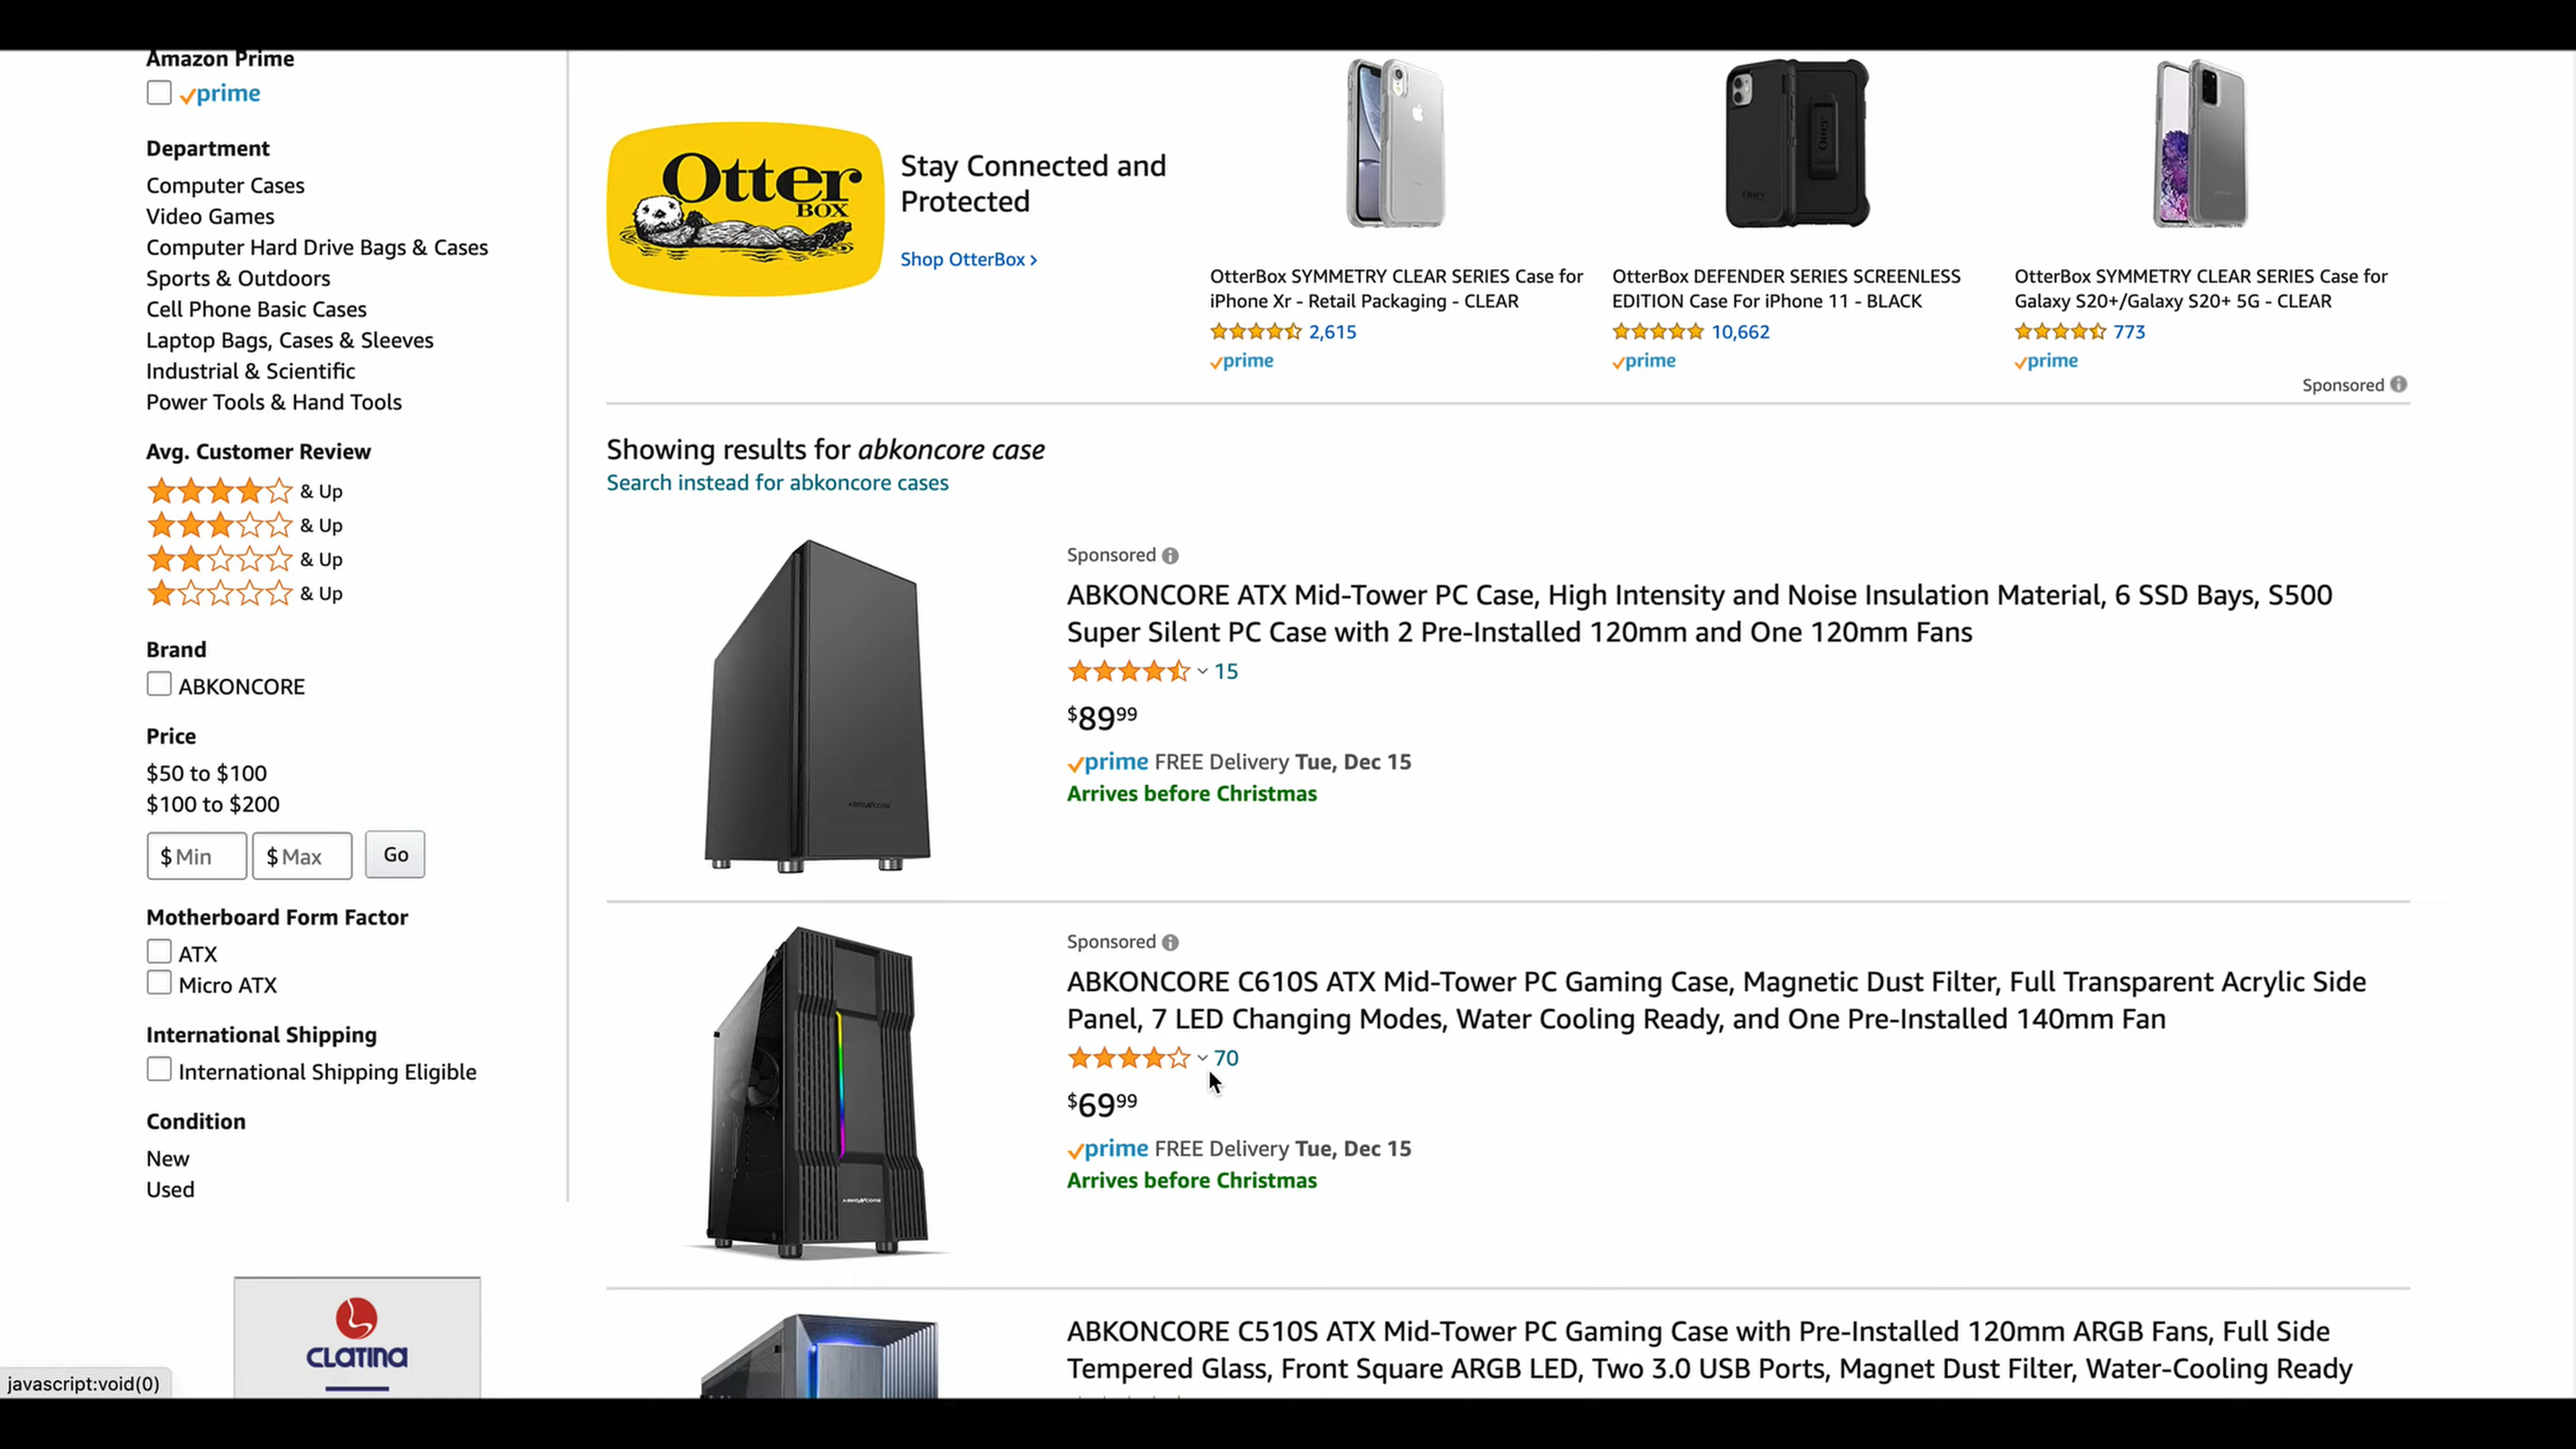 Amazon Prime
prime
Department
Computer Cases
Video Games
Computer Hard Drive Bags & Cases
Sports & Outdoors
Cell Phone Basic Cases
Laptop Bags, Cases & Sleeves
Industrial & Scientific
Power Tools & Hand Tools
Avg. Customer Review
& Up
& Up
& Up
& Up
Brand
ABKONCORE
Price
$50 to $100
$100 to $200
$ Min $ Max Go
Motherboard Form Factor
ATX
Micro ATX
International Shipping
International Shipping Eligible
Condition
New
Used
CLATINA
javascript:void(0)
Otter
BOX
Stay Connected and
Protected
Shop OtterBox ›
OtterBox SYMMETRY CLEAR SERIES Case for
iPhone Xr - Retail Packaging - CLEAR
2,615
prime
Otter
OtterBox DEFENDER SERIES SCREENLESS
EDITION Case For iPhone 11 - BLACK
10,662
prime
OtterBox SYMMETRY CLEAR SERIES Case for
Galaxy S20+/Galaxy S20+ 5G - CLEAR
773
prime
Sponsored
Showing results for abkoncore case
Search instead for abkoncore cases
ABKONCORE
Sponsored
ABKONCORE ATX Mid-Tower PC Case, High Intensity and Noise Insulation Material, 6 SSD Bays, S500
Super Silent PC Case with 2 Pre-Installed 120mm and One 120mm Fans
15
$89 99
prime FREE Delivery Tue, Dec 15
Arrives before Christmas
ABKONCORE
Sponsored
ABKONCORE C610S ATX Mid-Tower PC Gaming Case, Magnetic Dust Filter, Full Transparent Acrylic Side
Panel, 7 LED Changing Modes, Water Cooling Ready, and One Pre-Installed 140mm Fan
70
$69 99
prime FREE Delivery Tue, Dec 15
Arrives before Christmas
ABKONCORE C510S ATX Mid-Tower PC Gaming Case with Pre-Installed 120mm ARGB Fans, Full Side
Tempered Glass, Front Square ARGB LED, Two 3.0 USB Ports, Magnet Dust Filter, Water-Cooling Ready